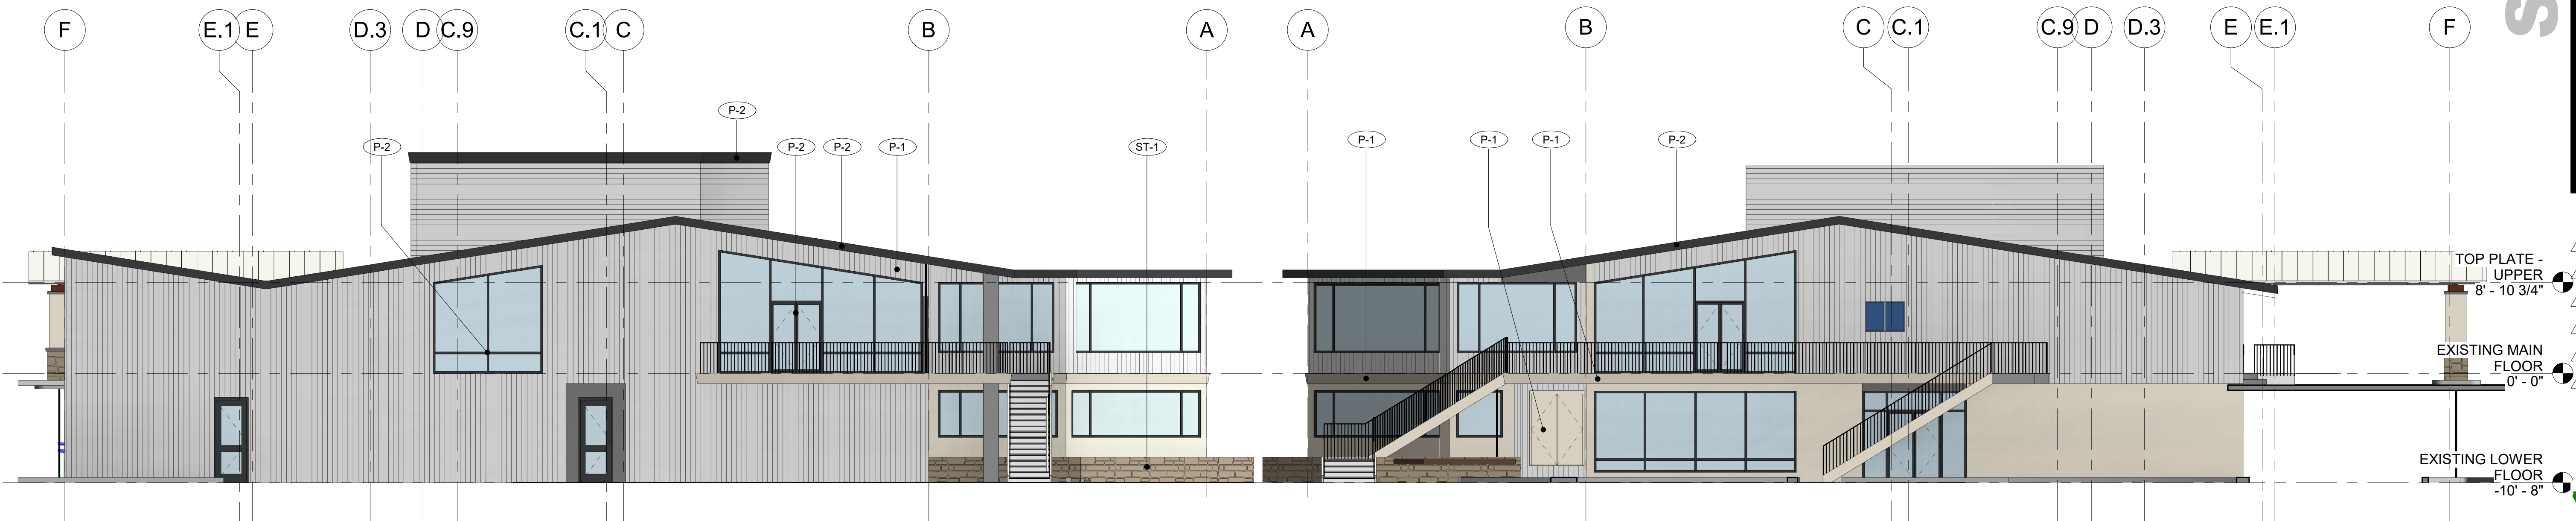 F E.1 E D.3 D C.9 C.1 C B A A B C C.1 C.9 D D.3 E E.1 F
S
P-2
P-2
P-2
P-2
P-1
ST-1
P-1
P-1
P-1
P-2
TOP PLATE -
UPPER
8' - 10 3/4"
EXISTING MAIN
FLOOR
0' - 0"
EXISTING LOWER
FLOOR
-10' - 8"